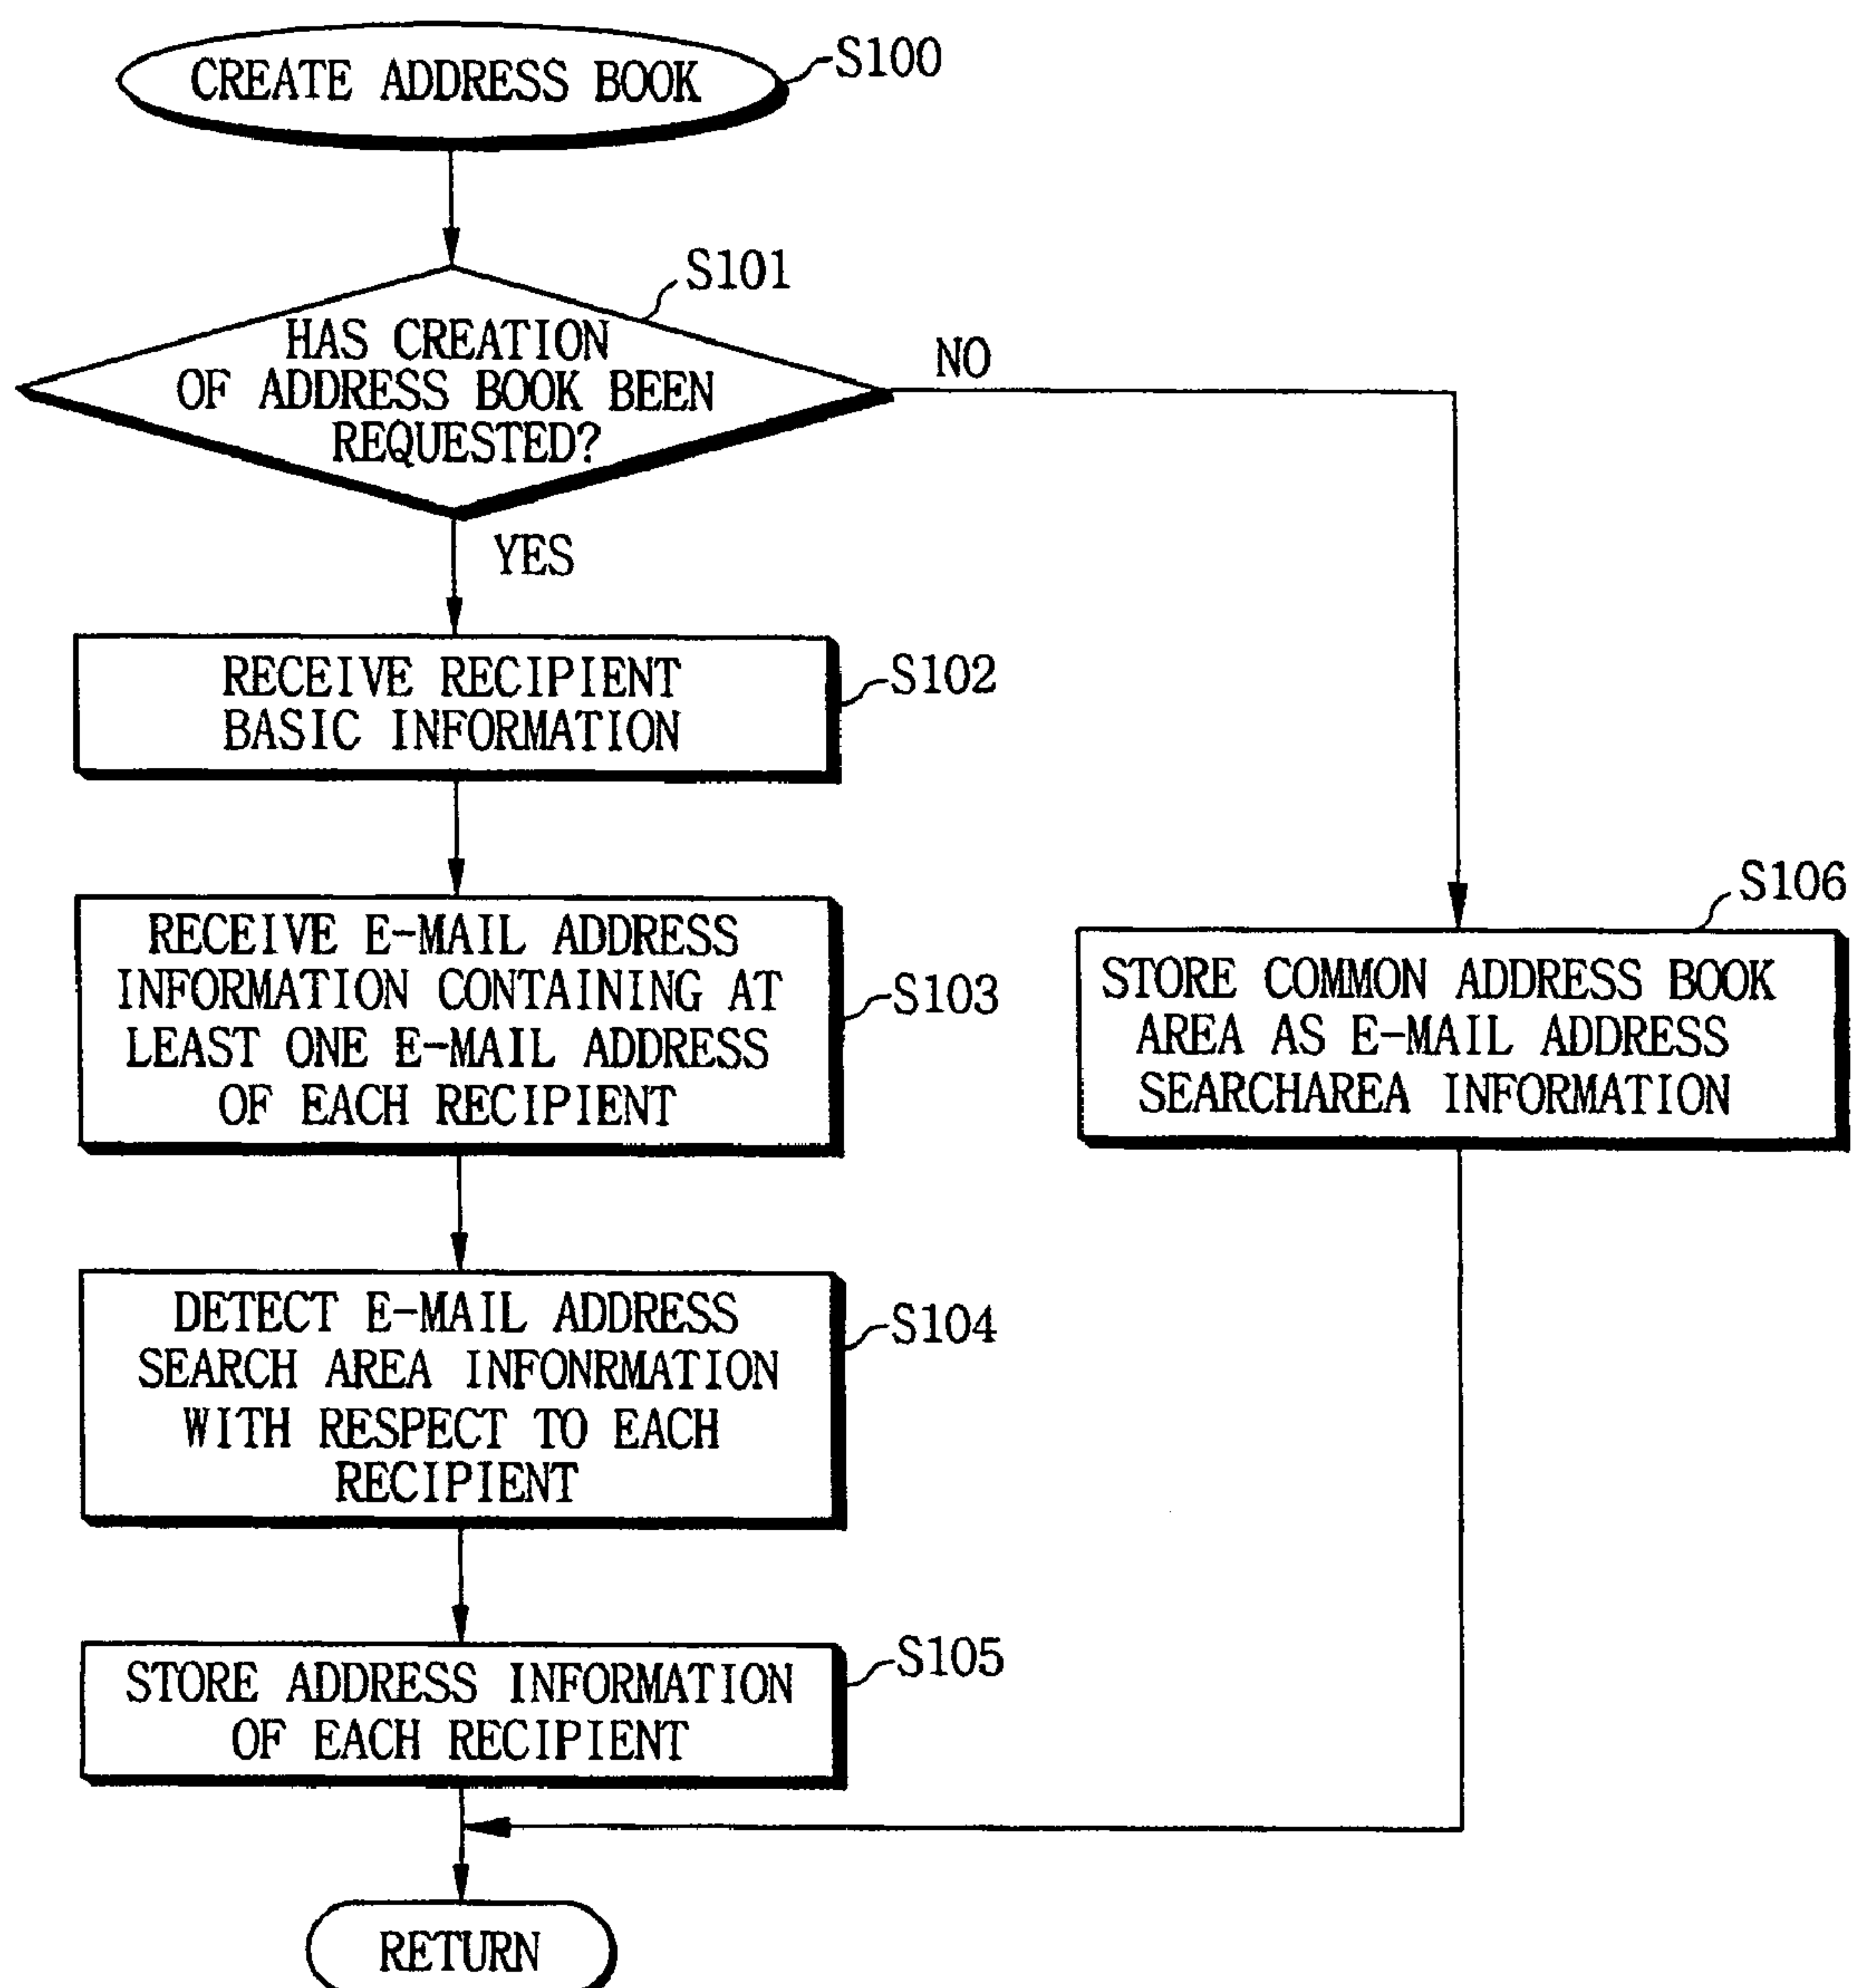 CREATE ADDRESS BOOK
S100
S101
HAS CREATION
OF ADDRESS BOOK BEEN
REQUESTED?
NO
YES
RECEIVE RECIPIENT
BASIC INFORMATION
S102
RECEIVE E-MAIL ADDRESS
INFORMATION CONTAINING AT
LEAST ONE E-MAIL ADDRESS
OF EACH RECIPIENT
S103
S106
STORE COMMON ADDRESS BOOK
AREA AS E-MAIL ADDRESS
SEARCHAREA INFORMATION
DETECT E-MAIL ADDRESS
SEARCH AREA INFONRMATION
WITH RESPECT TO EACH
RECIPIENT
S104
STORE ADDRESS INFORMATION
OF EACH RECIPIENT
S105
RETURN